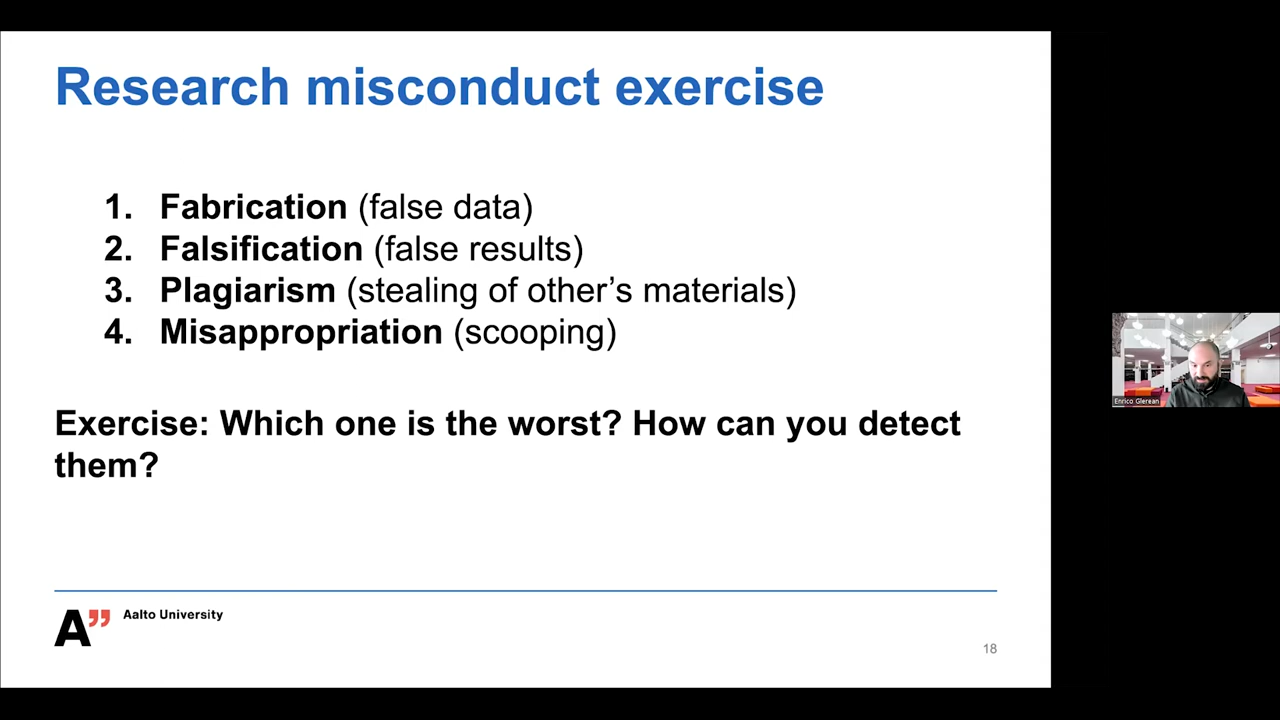 Research misconduct exercise
1. Fabrication (false data)
2. Falsification (false results)
3. Plagiarism (stealing of other's materials)
4. Misappropriation (scooping)
Exercise: Which one is the worst? How can you detect
them?
A”
Aalto University
18
Enrico Glerean